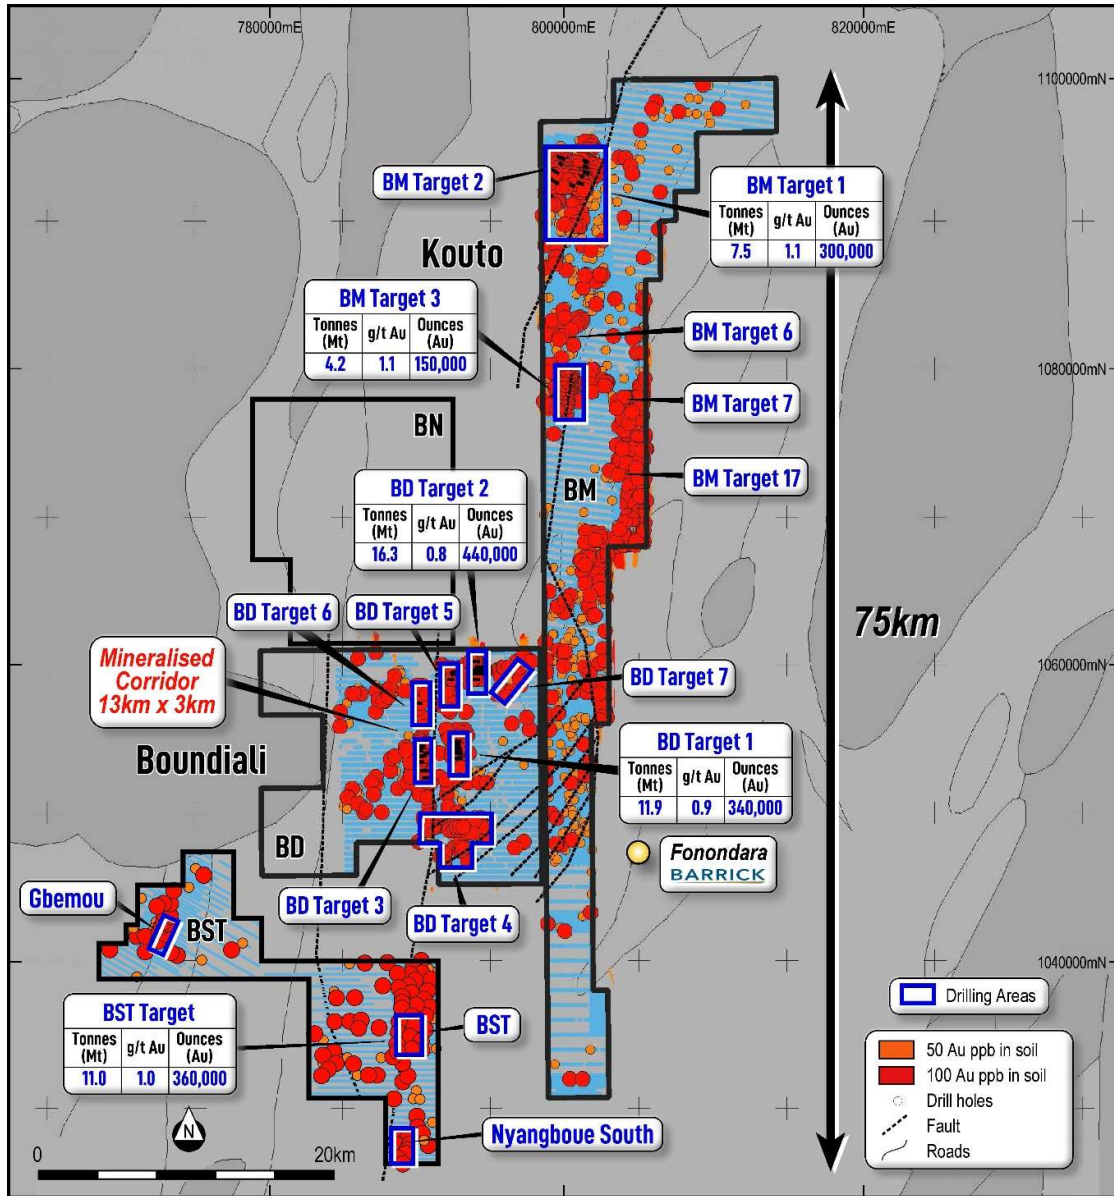 780000mE
800000mE
820000mE
1100000mN
BM Target 2
BM Target 1
Tonnes (Mt) g/t Au Ounces (Au)
7.5 1.1 300,000
Kouto
BM Target 3
Tonnes (Mt) g/t Au Ounces (Au)
4.2 1.1 150,000
BM Target 6
1080000mN
BM Target 7
BN
BM Target 17
BM
BD Target 2
Tonnes (Mt) g/t Au Ounces (Au)
16.3 0.8 440,000
BD Target 6
BD Target 5
75km
Mineralised
Corridor
13km x 3km
1060000mN
BD Target 7
Boundiali
BD Target 1
Tonnes (Mt) g/t Au Ounces (Au)
11.9 0.9 340,000
BD
Fonondara
BARRICK
Gbemou
BST
BD Target 3
BD Target 4
1040000mN
BST Target
Tonnes (Mt) g/t Au Ounces (Au)
11.0 1.0 360,000
BST
Nyangboue South
N
0 20km
Drilling Areas
50 Au ppb in soil
100 Au ppb in soil
Drill holes
Fault
Roads